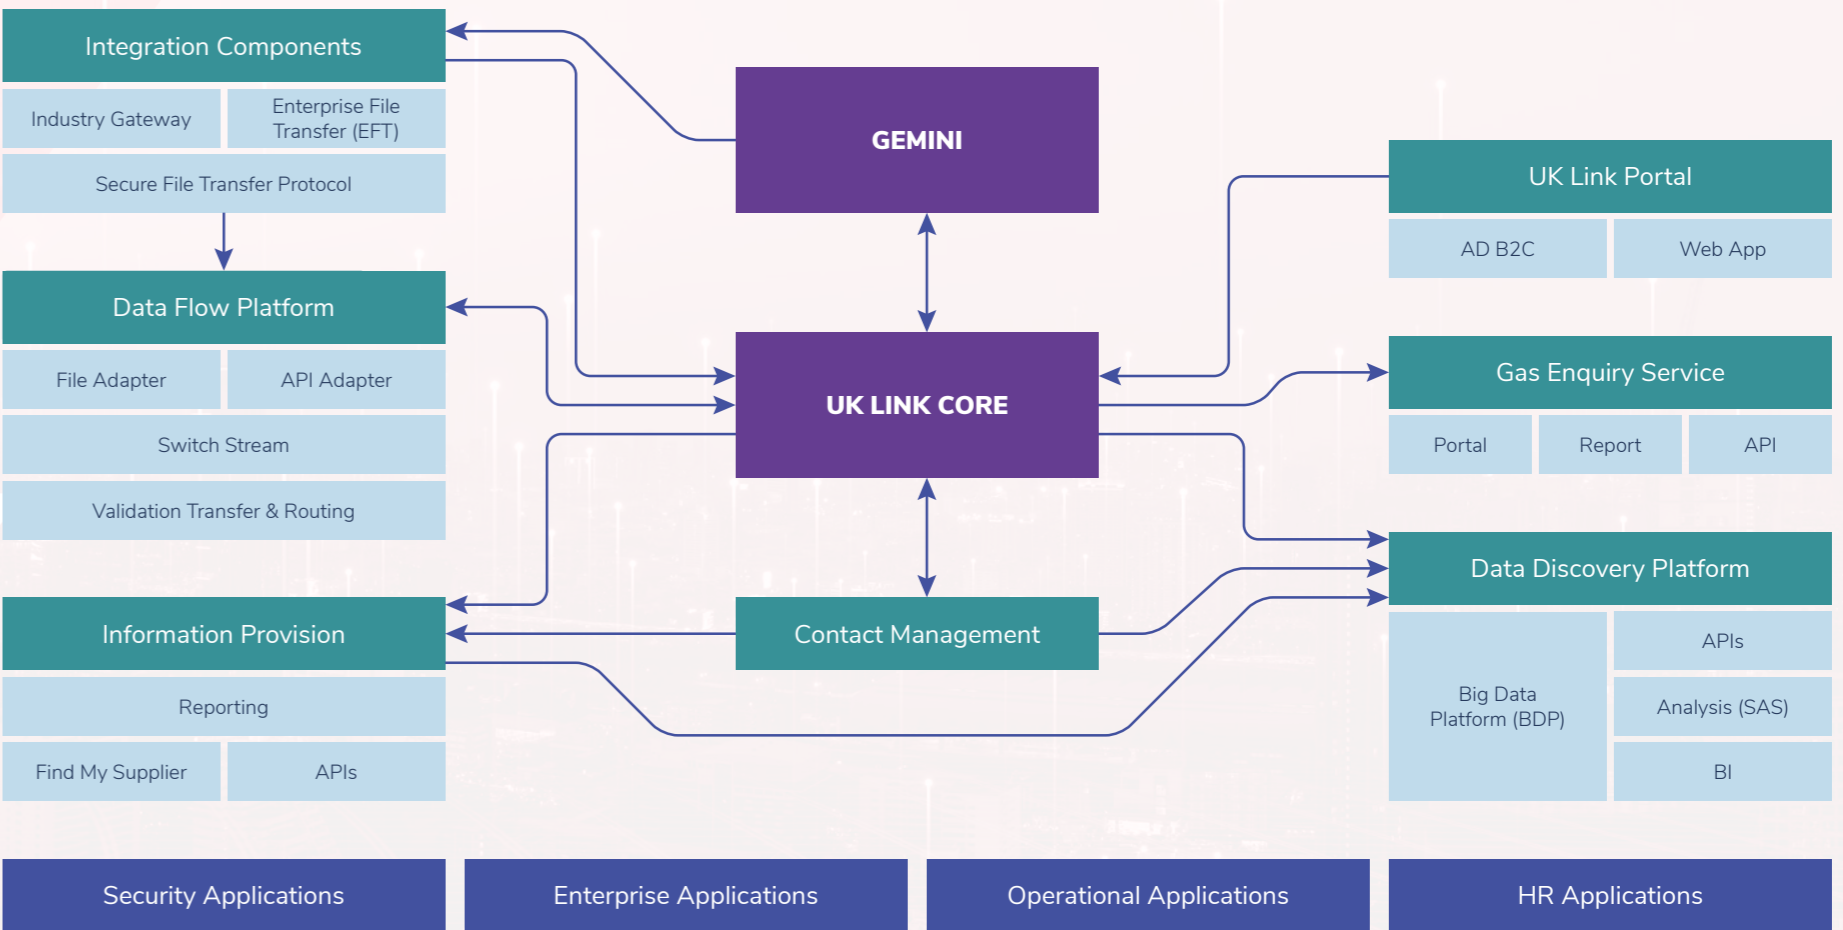 Integration Components
Industry Gateway
Enterprise File
Transfer (EFT)
Secure File Transfer Protocol
Data Flow Platform
File Adapter
API Adapter
Switch Stream
Validation Transfer & Routing
Information Provision
Reporting
Find My Supplier
APIs
GEMINI
UK LINK CORE
Contact Management
UK Link Portal
AD B2C
Web App
Gas Enquiry Service
Portal
Report
API
Data Discovery Platform
Big Data
Platform (BDP)
APIs
Analysis (SAS)
BI
Security Applications
Enterprise Applications
Operational Applications
HR Applications